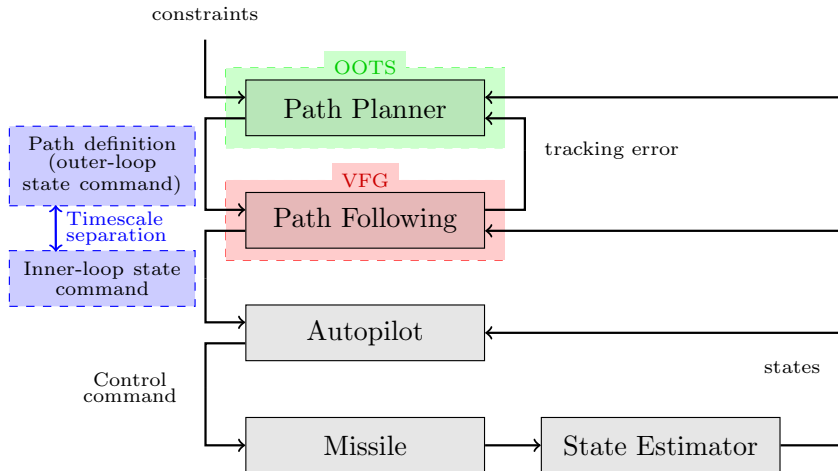 constraints
OOTS
Path Planner
Path definition
(outer-loop
state command)
tracking error
VFG
Path Following
Timescale
separation
Inner-loop state
command
Autopilot
states
Control
command
Missile
State Estimator